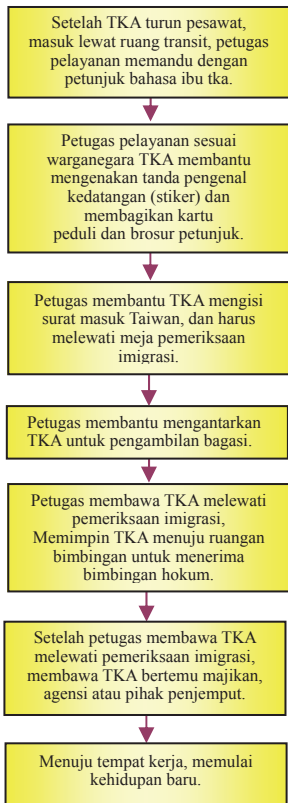 Setelah TKA turun pesawat,
masuk lewat ruang transit, petugas
pelayanan memandu dengan
petunjuk bahasa ibu tka.
Petugas pelayanan sesuai
warganegara TKA membantu
mengenakan tanda pengenal
kedatangan (stiker) dan
membagikan kartu
peduli dan brosur petunjuk.
Petugas membantu TKA mengisi
surat masuk Taiwan, dan harus
melewati meja pemeriksaan
imigrasi.
Petugas membantu mengantarkan
TKA untuk pengambilan bagasi.
Petugas membawa TKA melewati
pemeriksaan imigrasi,
Memimpin TKA menuju ruangan
bimbingan untuk menerima
bimbingan hokum.
Setelah petugas membawa TKA
melewati pemeriksaan imigrasi,
membawa TKA bertemu majikan,
agensi atau pihak penjemput.
Menuju tempat kerja, memulai
kehidupan baru.